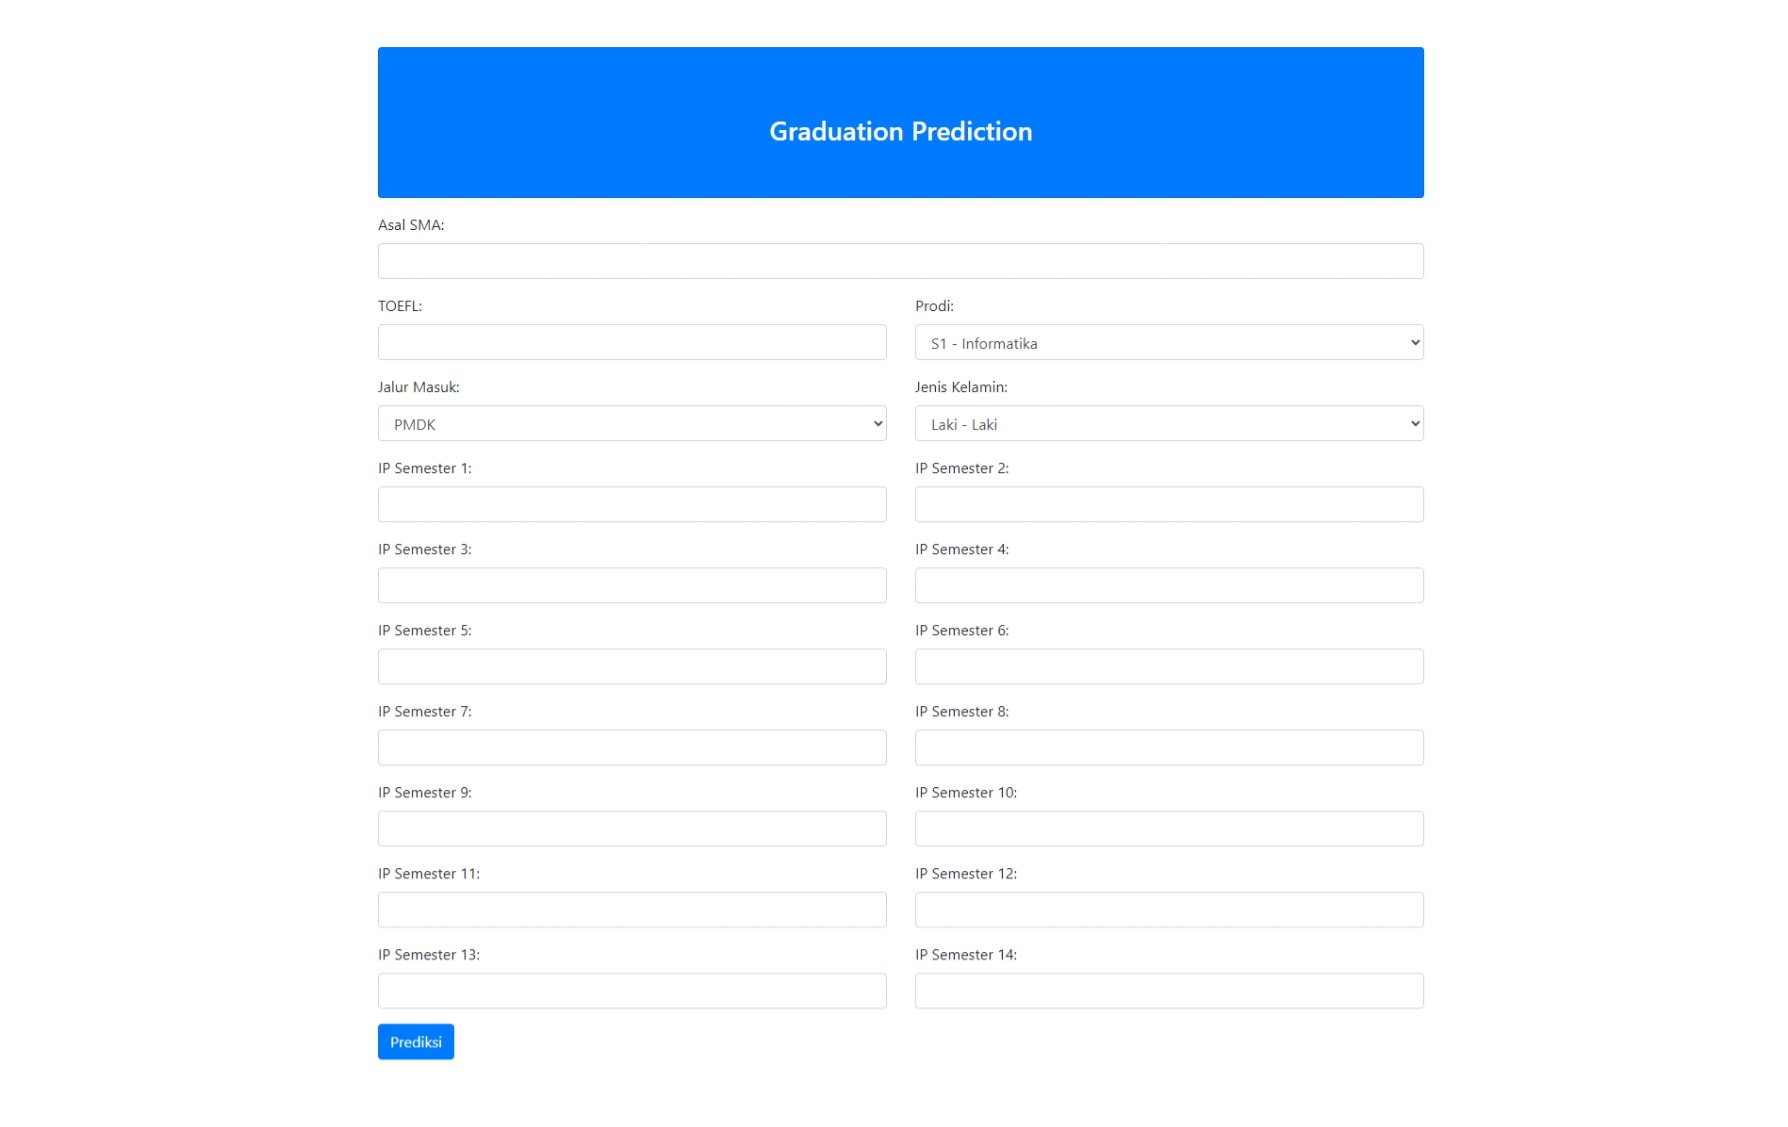 Graduation Prediction
Asal SMA:
TOEFL:
Prodi:
S1 - Informatika
Jalur Masuk:
Jenis Kelamin:
PMDK
Laki - Laki
IP Semester 1:
IP Semester 2:
IP Semester 3:
IP Semester 4:
IP Semester 5:
IP Semester 6:
IP Semester 7:
IP Semester 8:
IP Semester 9:
IP Semester 10:
IP Semester 11:
IP Semester 12:
IP Semester 13:
IP Semester 14:
Prediksi